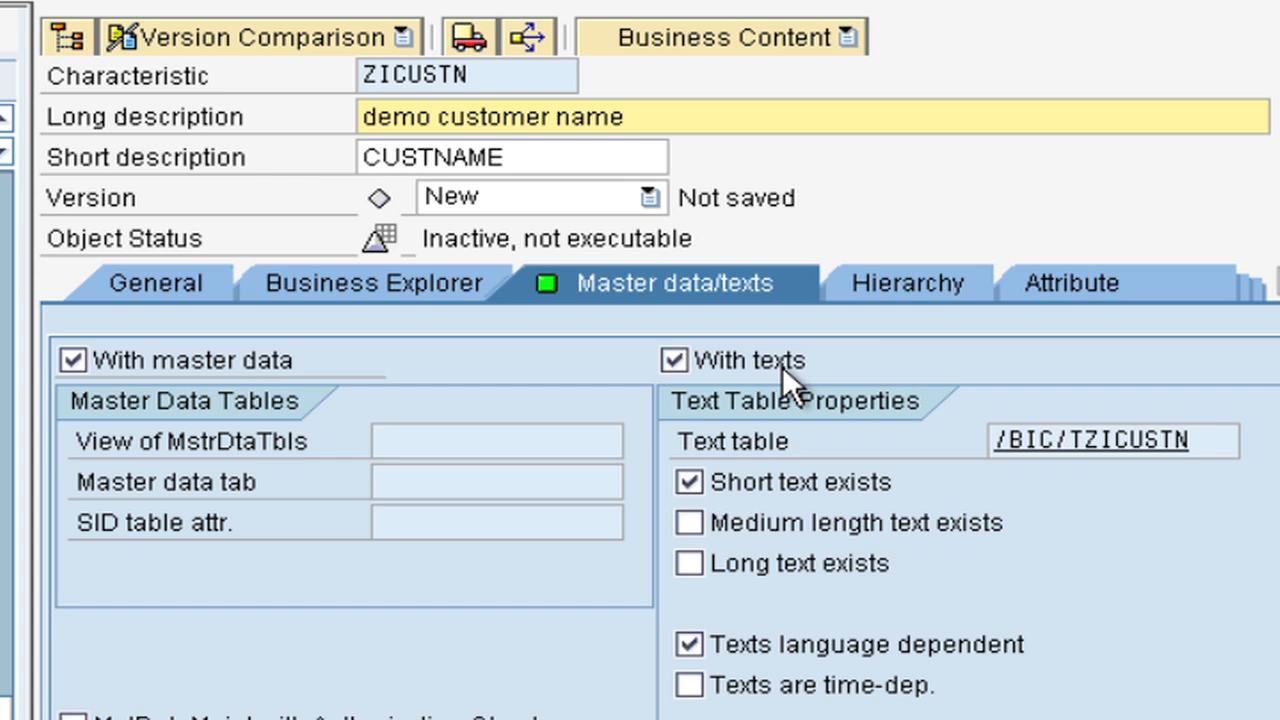 Version Comparison Business Content
Characteristic ZICUSTN
Long description demo customer name
Short description CUSTNAME
Version New Not saved
Object Status Inactive, not executable
General Business Explorer Master data/texts Hierarchy Attribute
With master data With texts
Master Data Tables Text Table Properties
View of MstrDtaTbls Text table /BIC/TZICUSTN
Master data tab Short text exists
SID table attr. Medium length text exists
Long text exists
Texts language dependent
Texts are time-dep.